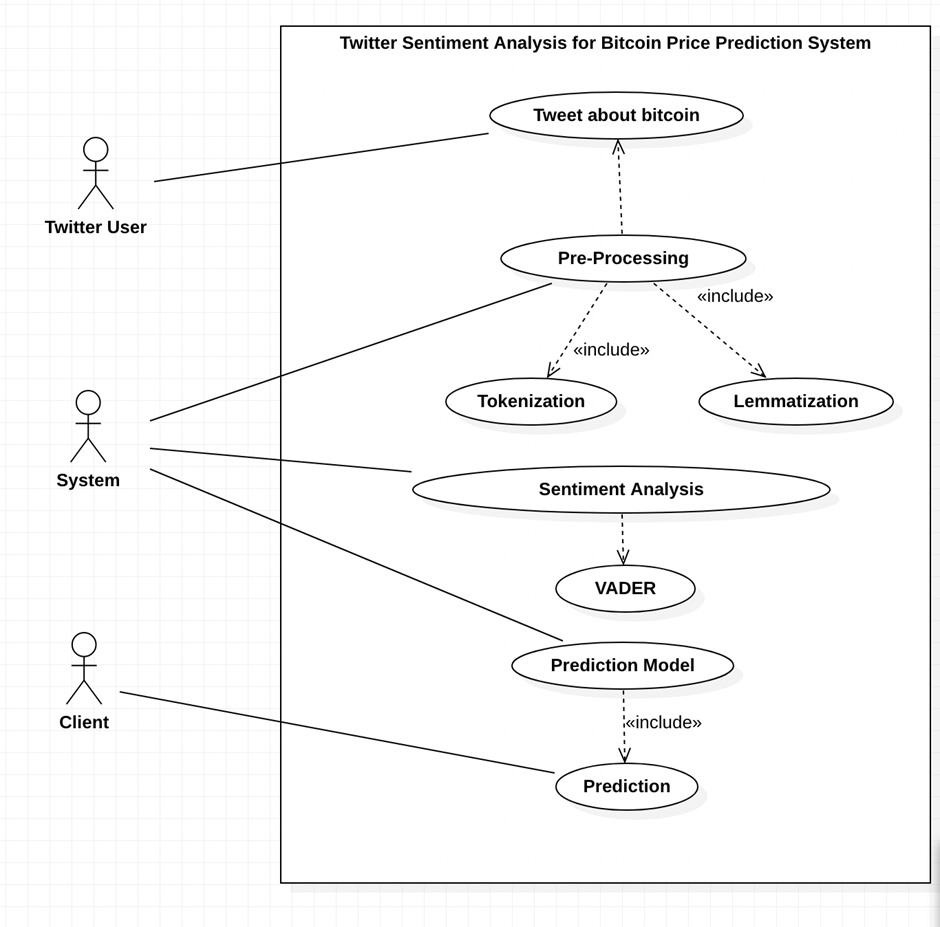 Twitter Sentiment Analysis for Bitcoin Price Prediction System
Tweet about bitcoin
Twitter User
Pre-Processing
«include»
«include»
Tokenization
Lemmatization
System
Sentiment Analysis
VADER
Prediction Model
Client
«include»
Prediction